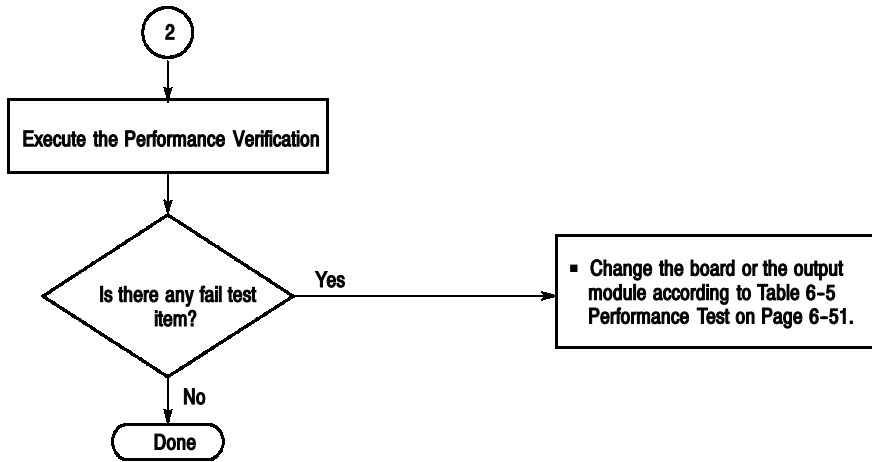 2
Execute the Performance Verification
Is there any fail test
item?
Yes
▪ Change the board or the output
module according to Table 6-5
Performance Test on Page 6-51.
No
Done